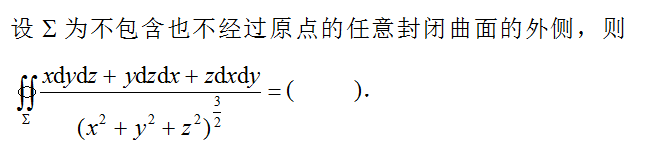 设 Σ 为不包含也不经过原点的任意封闭曲面的外侧，则
∯_Σ (xdydz + ydzdx + zdxdy) / (x² + y² + z²)^(3/2) = (      ).